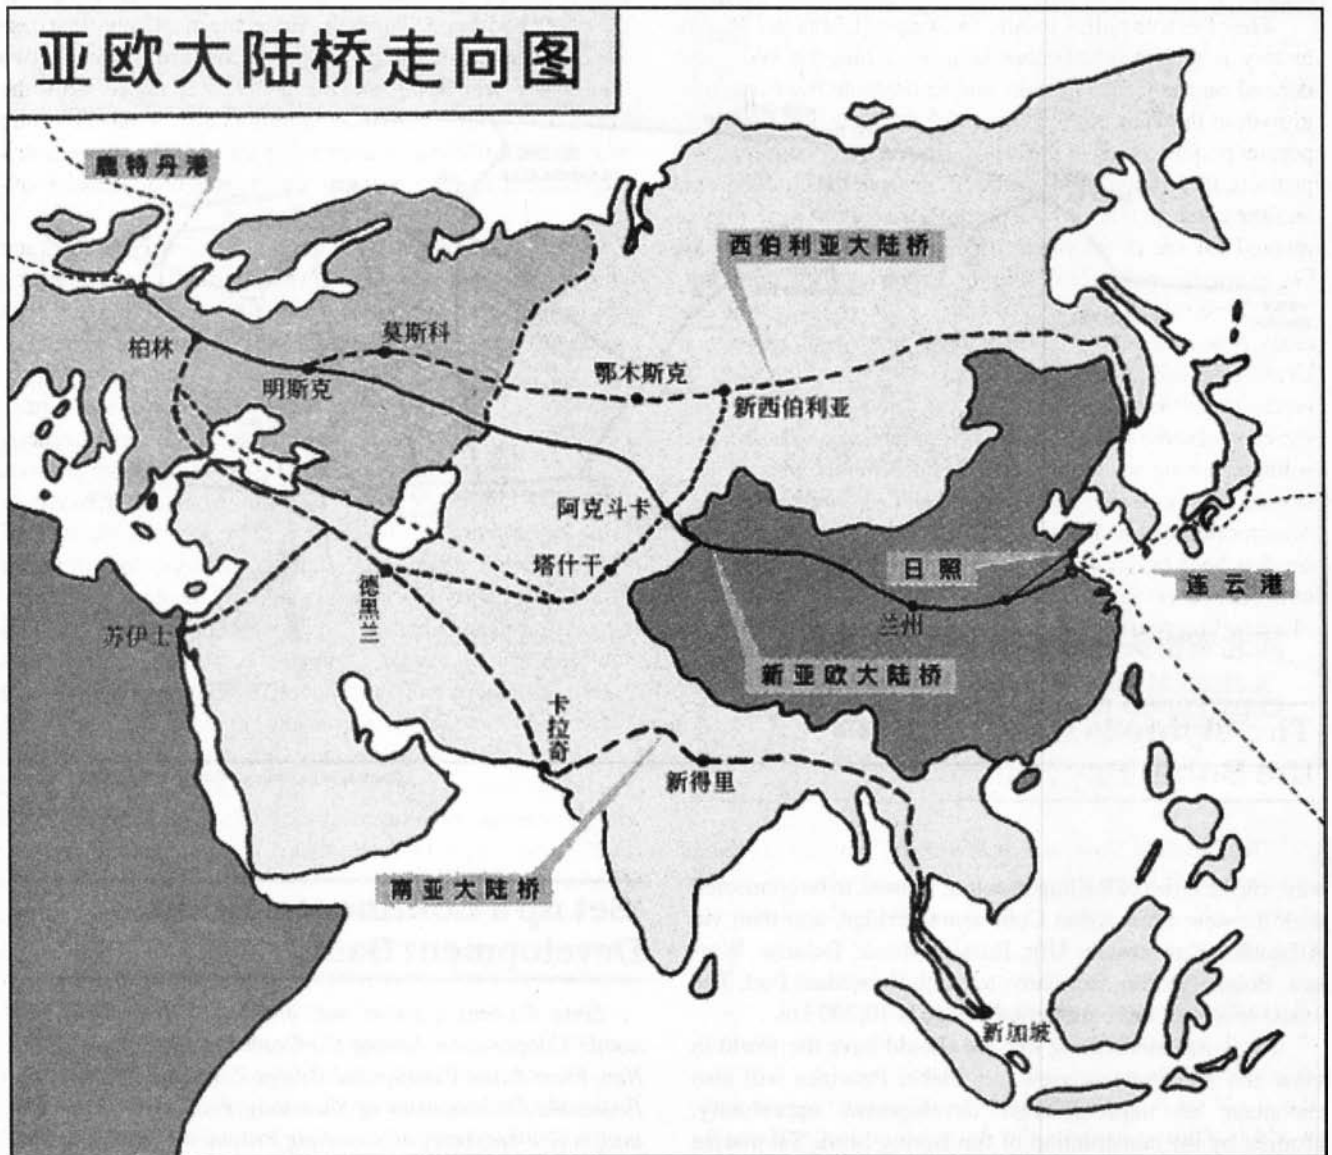 亚欧大陆桥走向图
鹿特丹港
西伯利亚大陆桥
莫斯科
柏林
明斯克
鄂木斯克
新西伯利亚
阿克斗卡
塔什干
日照
连云港
德黑兰
兰州
苏伊士
新亚欧大陆桥
卡拉奇
新得里
南亚大陆桥
新加坡